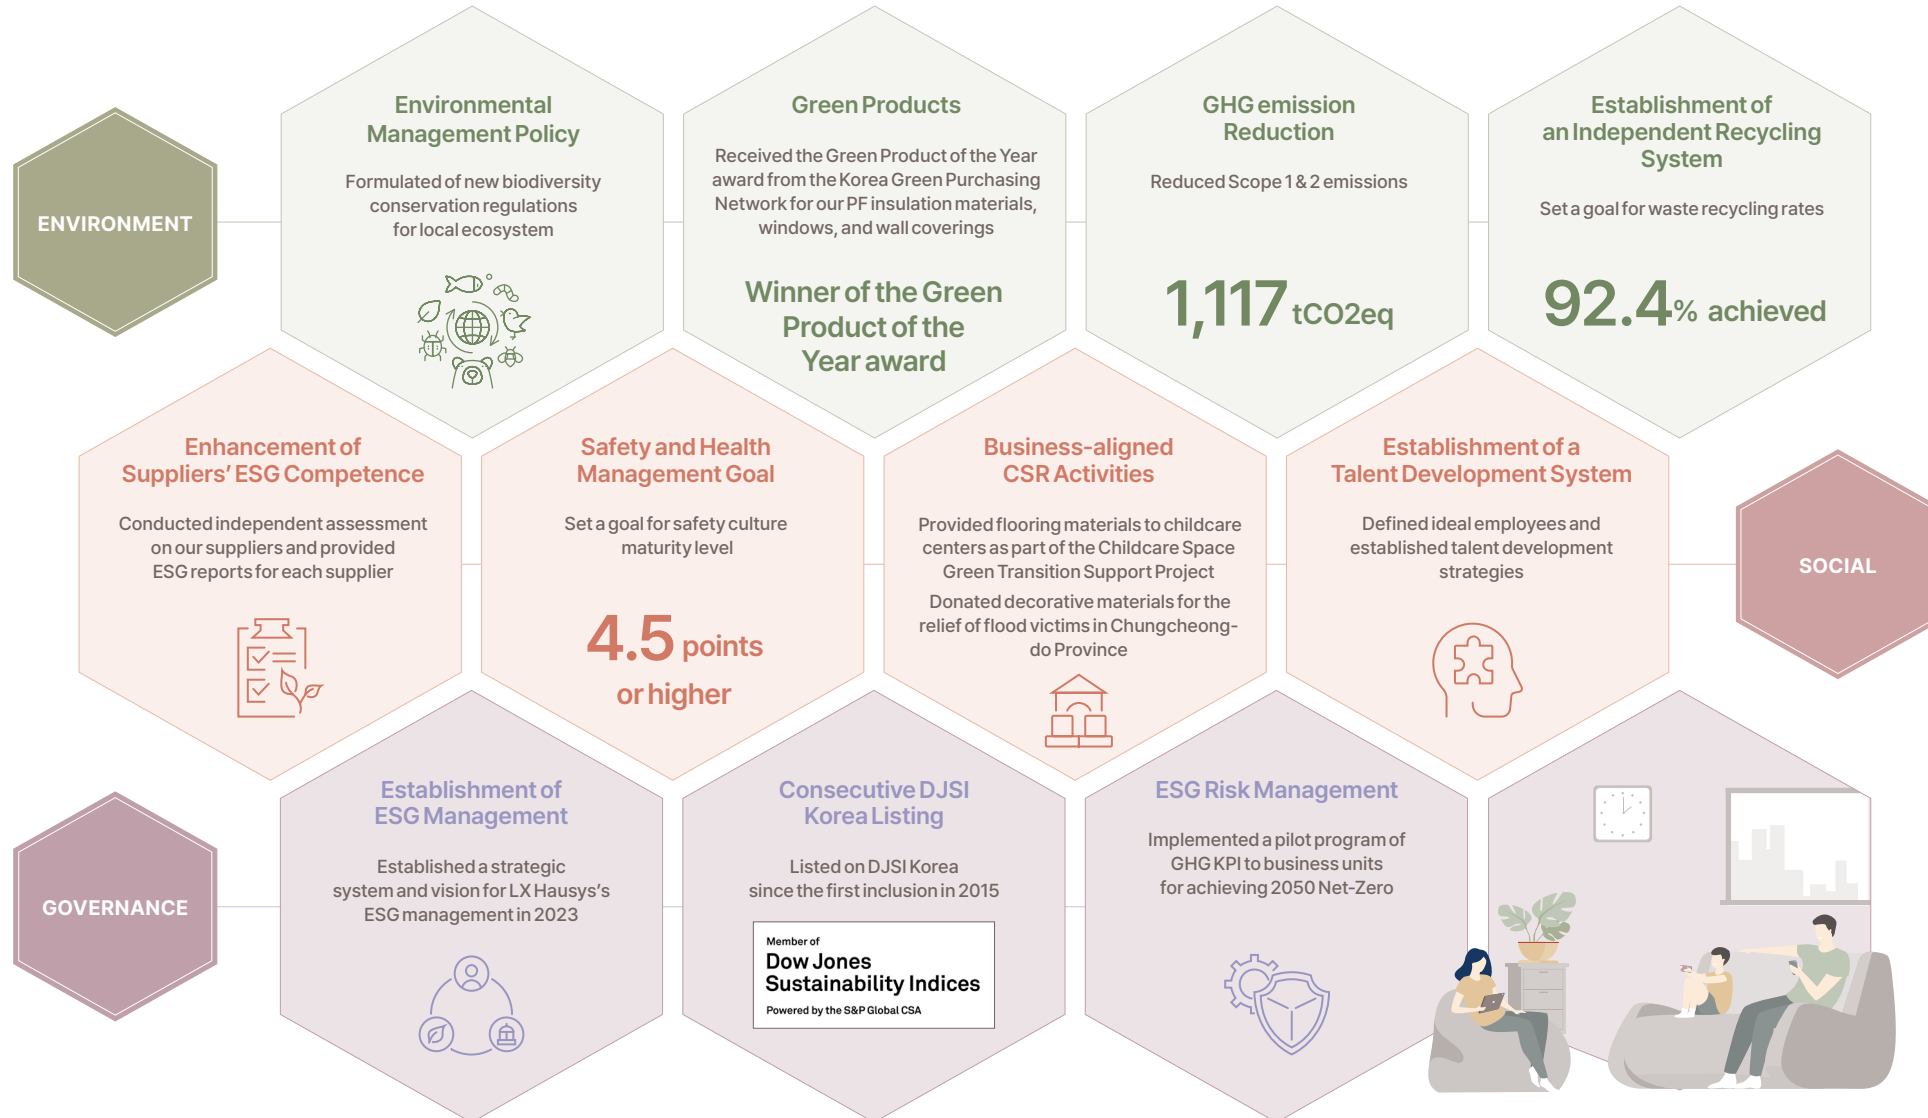 ENVIRONMENT
Environmental
Management Policy
Formulated of new biodiversity
conservation regulations
for local ecosystem
Green Products
Received the Green Product of the Year
award from the Korea Green Purchasing
Network for our PF insulation materials,
windows, and wall coverings
Winner of the Green
Product of the
Year award
GHG emission
Reduction
Reduced Scope 1 & 2 emissions
1,117 tCO2eq
Establishment of
an Independent Recycling
System
Set a goal for waste recycling rates
92.4% achieved
Enhancement of
Suppliers' ESG Competence
Conducted independent assessment
on our suppliers and provided
ESG reports for each supplier
Safety and Health
Management Goal
Set a goal for safety culture
maturity level
4.5 points
or higher
Business-aligned
CSR Activities
Provided flooring materials to childcare
centers as part of the Childcare Space
Green Transition Support Project
Donated decorative materials for the
relief of flood victims in Chungcheong-
do Province
Establishment of a
Talent Development System
Defined ideal employees and
established talent development
strategies
SOCIAL
GOVERNANCE
Establishment of
ESG Management
Established a strategic
system and vision for LX Hausys's
ESG management in 2023
Consecutive DJSI
Korea Listing
Listed on DJSI Korea
since the first inclusion in 2015
Member of
Dow Jones
Sustainability Indices
Powered by the S&P Global CSA
ESG Risk Management
Implemented a pilot program of
GHG KPI to business units
for achieving 2050 Net-Zero